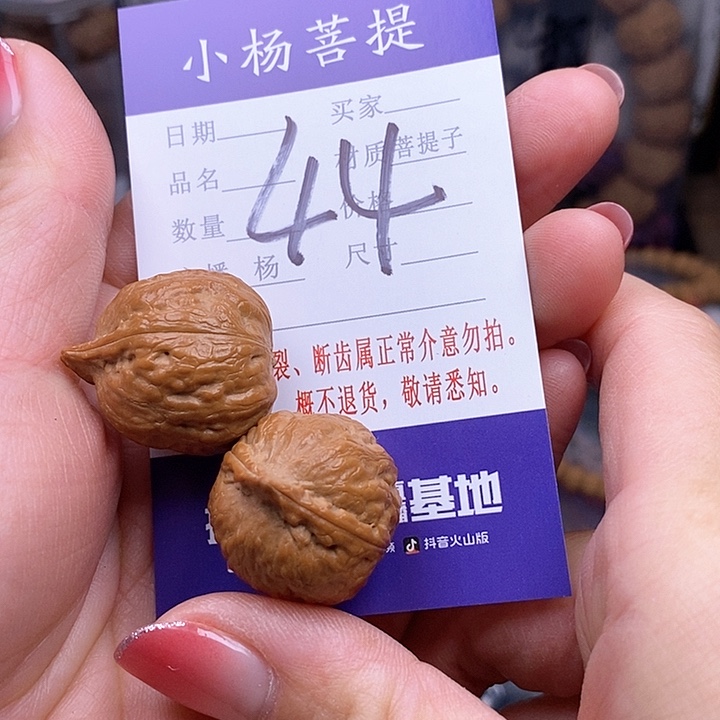 小杨菩提
日期 买家
品名 材质 菩提子
数量 价格
杨 尺寸
44
裂、断齿属正常介意勿拍。
概不退货，敬请悉知。
基地
抖音火山版